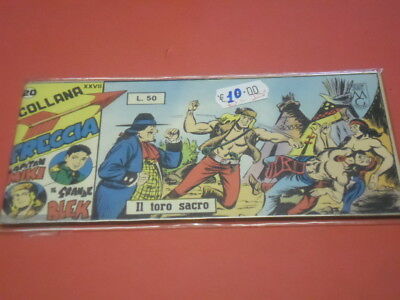 20
XXVII
COLLANA
FRECCIA
L. 50
€ 10-00
CAPITAN
MIKI
IL GRANDE
BLEK
Il toro sacro